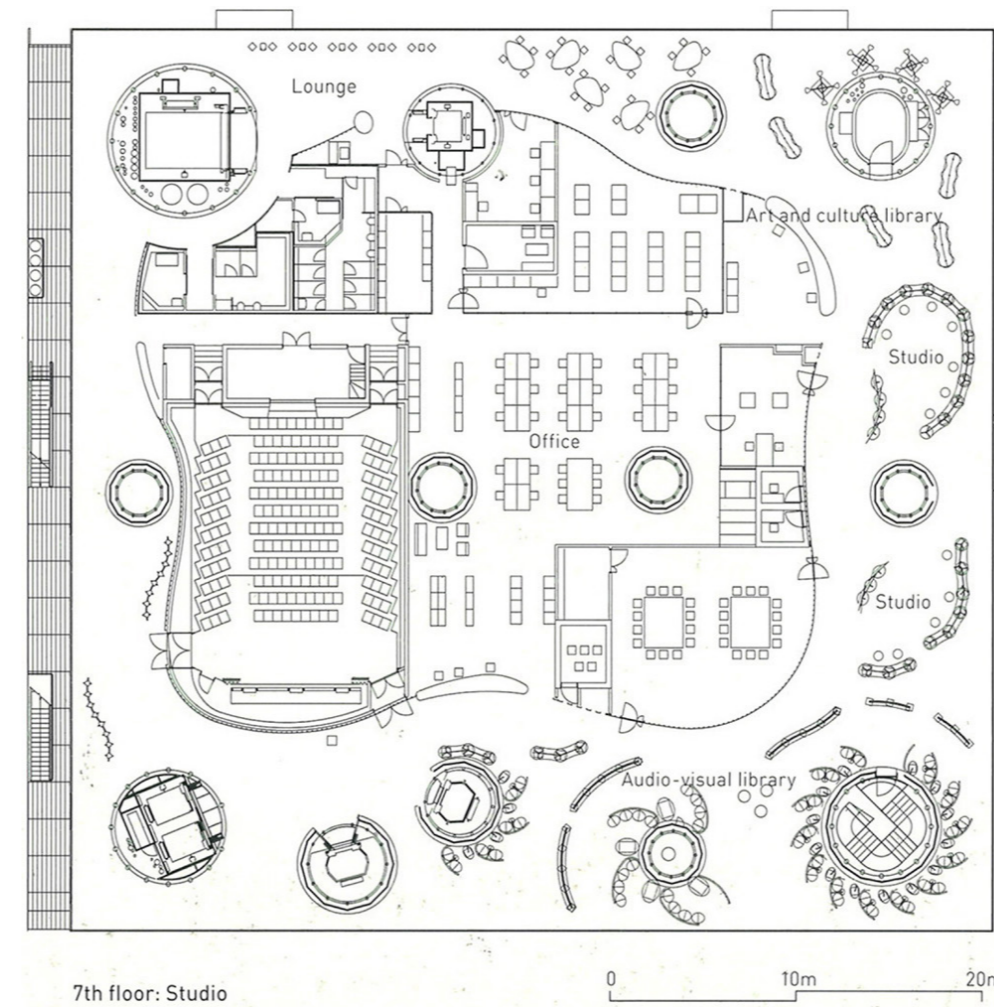 Lounge
Art and culture library
Studio
Office
Studio
Audio-visual library
7th floor: Studio
0 10m 20m